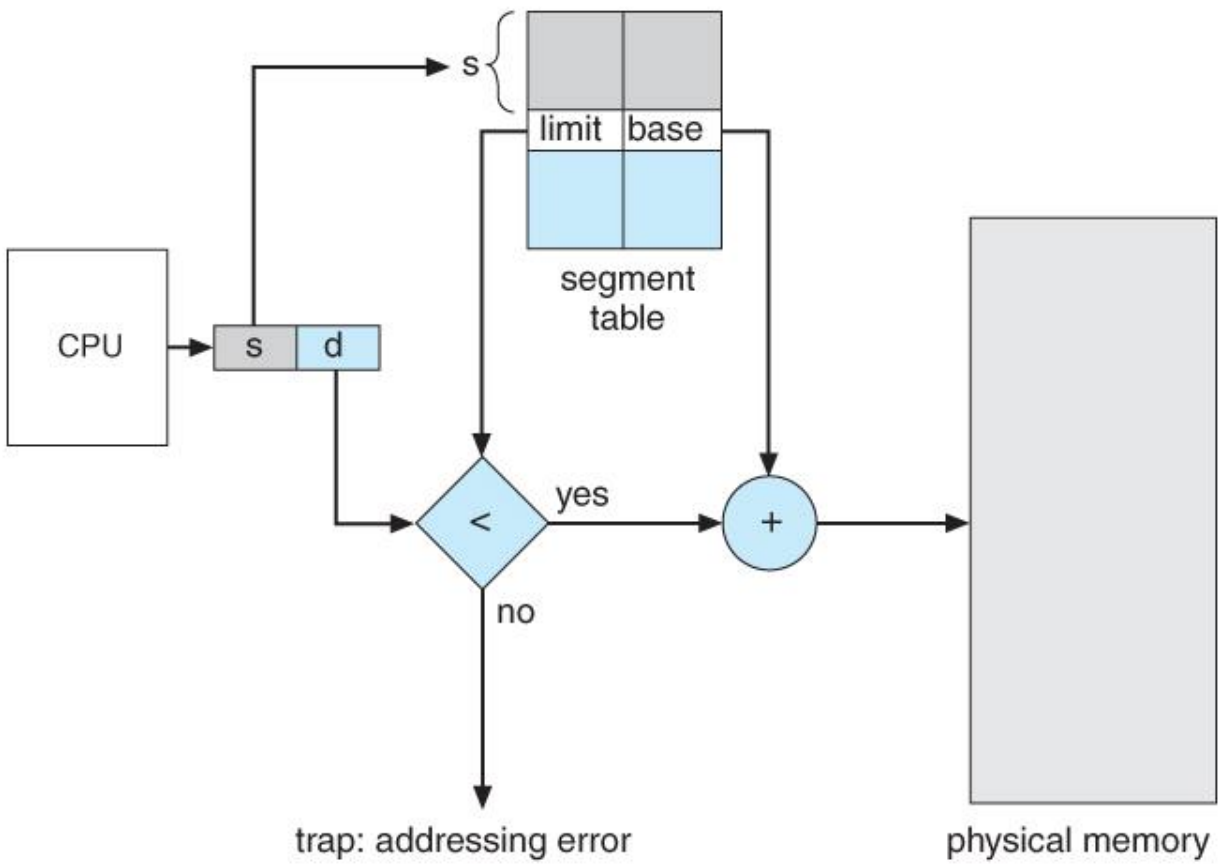 s
limit base
segment
table
CPU
s d
<
yes
+
no
trap: addressing error
physical memory